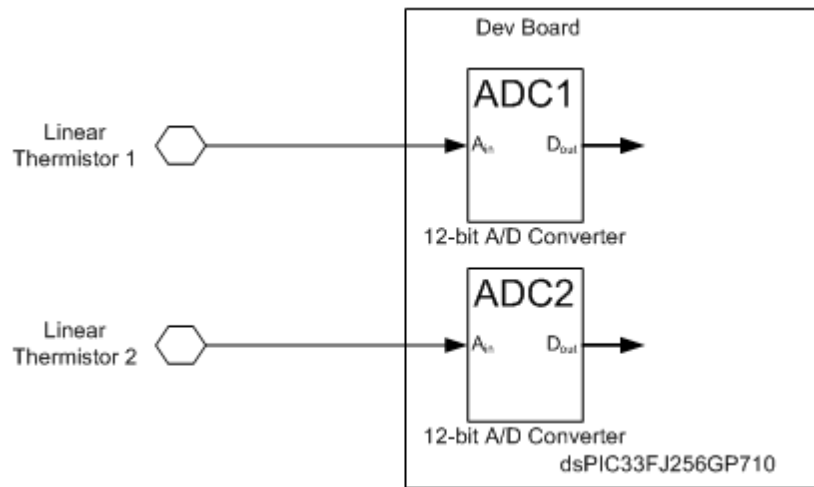 Dev Board
ADC1
Linear
Thermistor 1
Ain
Dout
12-bit A/D Converter
ADC2
Linear
Thermistor 2
Ain
Dout
12-bit A/D Converter
dsPIC33FJ256GP710